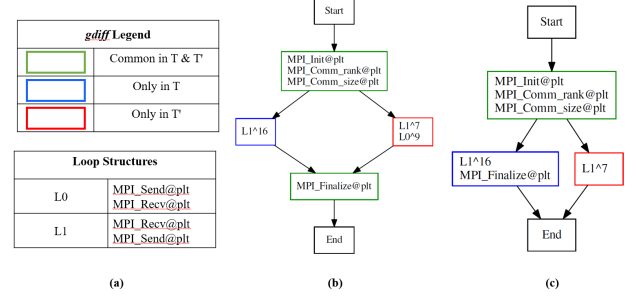 gdiff Legend
Common in T & T'
Only in T
Only in T'
Loop Structures
L0
MPI_Send@plt
MPI_Recv@plt
L1
MPI_Recv@plt
MPI_Send@plt
(a)
Start
MPI_Init@plt
MPI_Comm_rank@plt
MPI_Comm_size@plt
L1^16
L1^7
L0^9
MPI_Finalize@plt
End
(b)
Start
MPI_Init@plt
MPI_Comm_rank@plt
MPI_Comm_size@plt
L1^16
MPI_Finalize@plt
L1^7
End
(c)